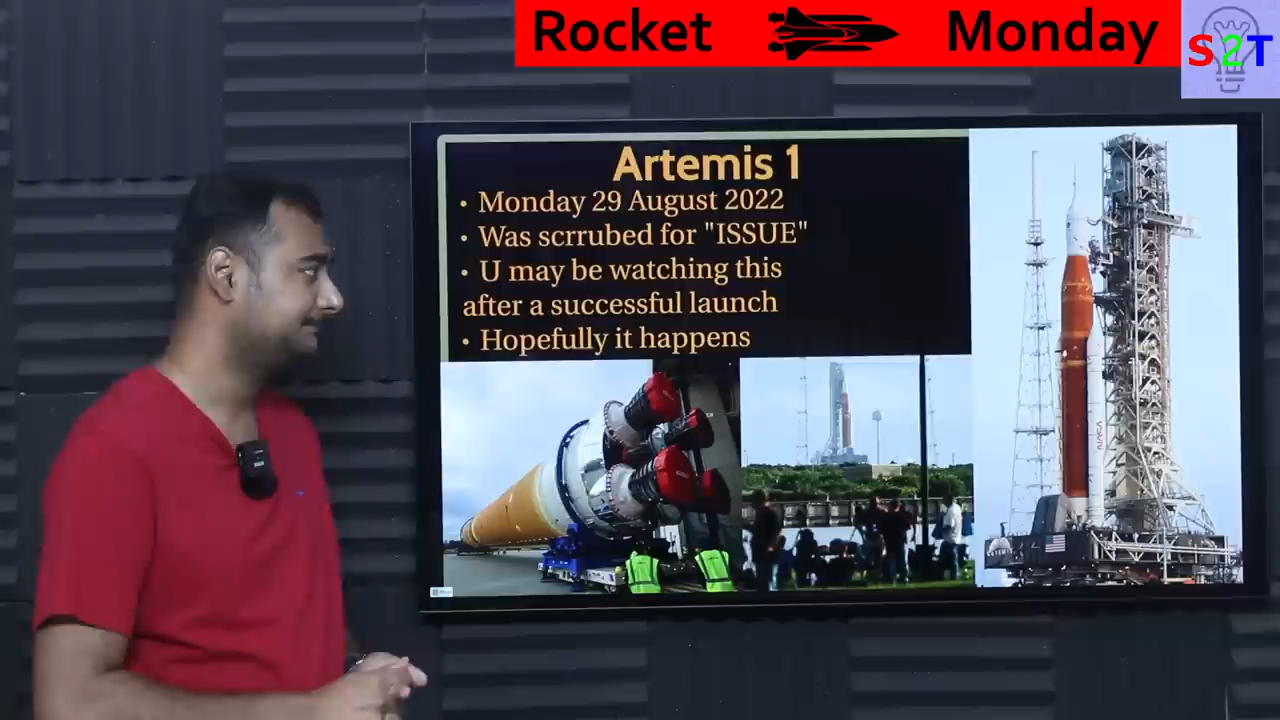 Rocket Monday
S2T
Artemis 1
• Monday 29 August 2022
• Was scrrubed for "ISSUE"
• U may be watching this
after a successful launch
• Hopefully it happens